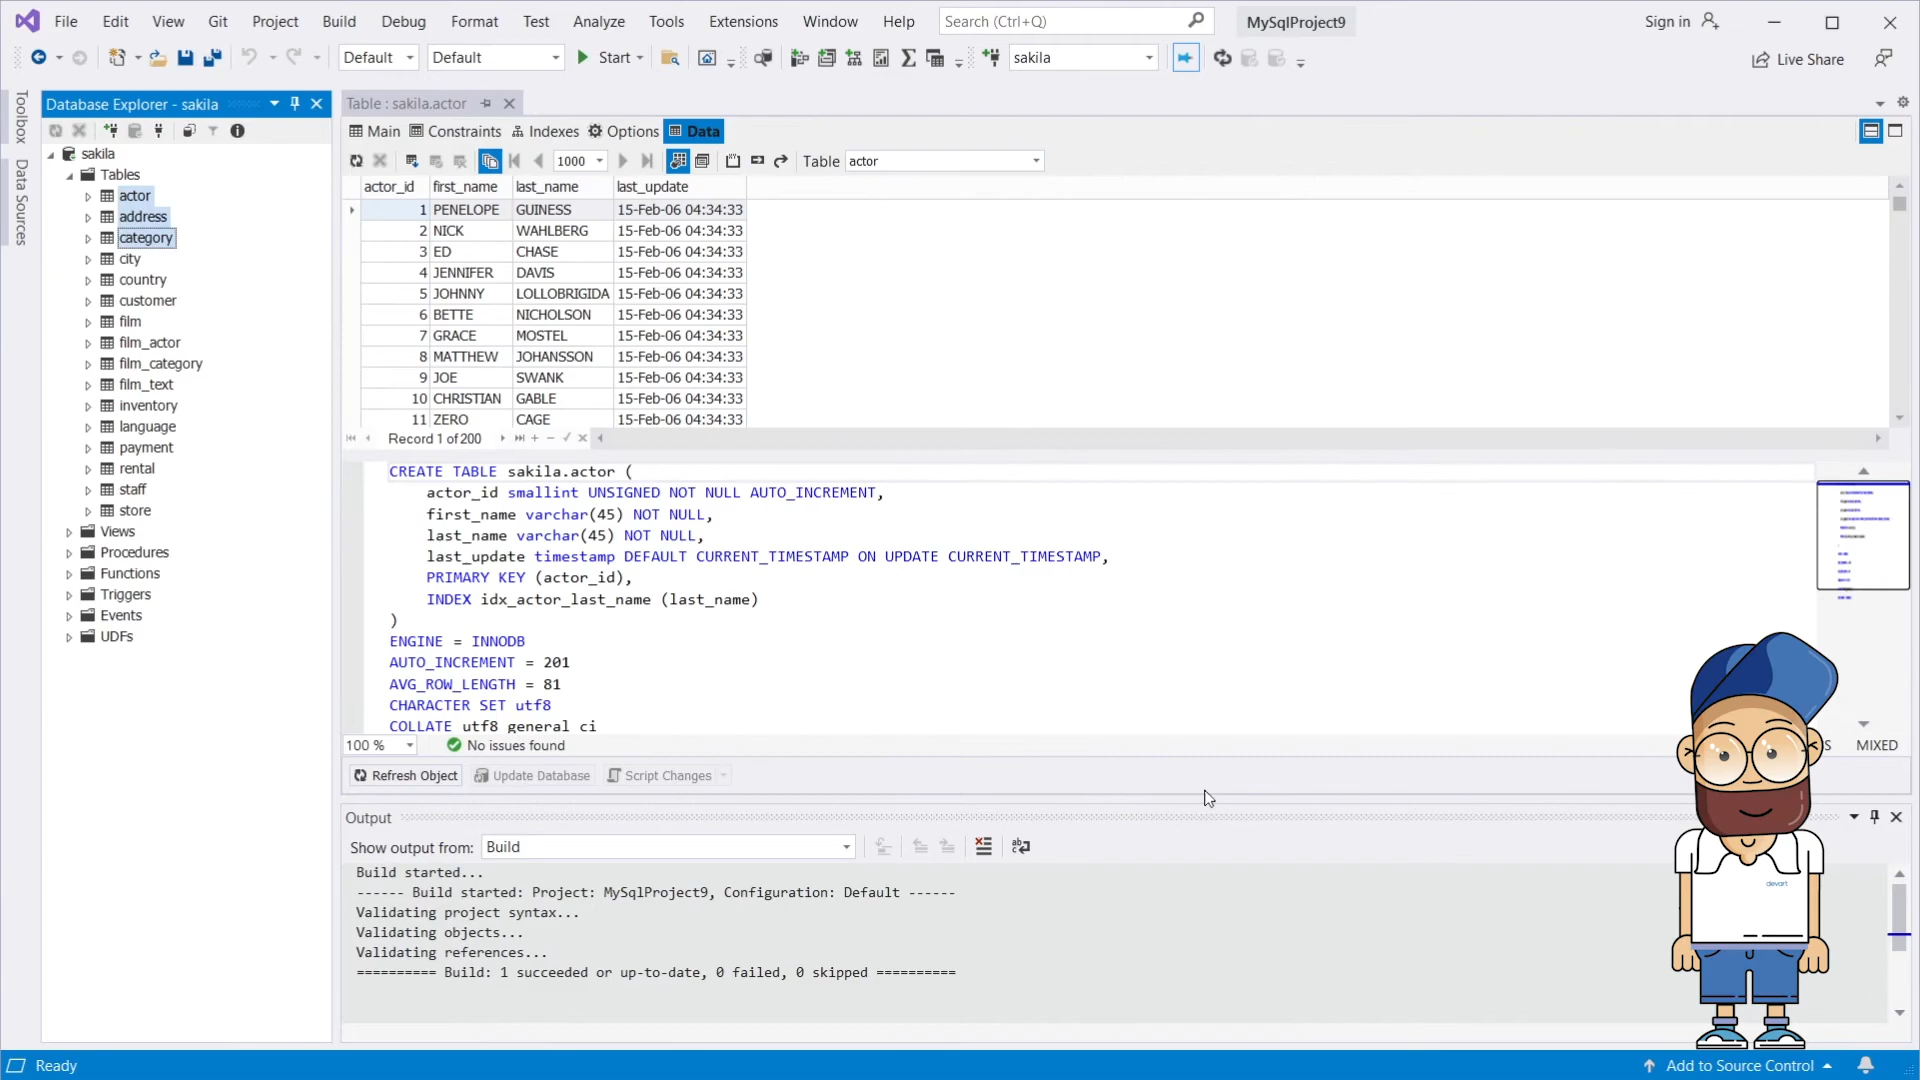 File Edit View Git Project Build Debug Format Test Analyze Tools Extensions Window Help Search (Ctrl+Q) MySqlProject9 Sign in
Default Default Start sakila Live Share
Toolbox
Data Sources
Database Explorer - sakila
sakila
Tables
actor
address
category
city
country
customer
film
film_actor
film_category
film_text
inventory
language
payment
rental
staff
store
Views
Procedures
Functions
Triggers
Events
UDFs
Table : sakila.actor
Main Constraints Indexes Options Data
1000 Table actor
actor_id first_name last_name last_update
1 PENELOPE GUINESS 15-Feb-06 04:34:33
2 NICK WAHLBERG 15-Feb-06 04:34:33
3 ED CHASE 15-Feb-06 04:34:33
4 JENNIFER DAVIS 15-Feb-06 04:34:33
5 JOHNNY LOLLOBRIGIDA 15-Feb-06 04:34:33
6 BETTE NICHOLSON 15-Feb-06 04:34:33
7 GRACE MOSTEL 15-Feb-06 04:34:33
8 MATTHEW JOHANSSON 15-Feb-06 04:34:33
9 JOE SWANK 15-Feb-06 04:34:33
10 CHRISTIAN GABLE 15-Feb-06 04:34:33
11 ZERO CAGE 15-Feb-06 04:34:33
Record 1 of 200
CREATE TABLE sakila.actor (
actor_id smallint UNSIGNED NOT NULL AUTO_INCREMENT,
first_name varchar(45) NOT NULL,
last_name varchar(45) NOT NULL,
last_update timestamp DEFAULT CURRENT_TIMESTAMP ON UPDATE CURRENT_TIMESTAMP,
PRIMARY KEY (actor_id),
INDEX idx_actor_last_name (last_name)
)
ENGINE = INNODB
AUTO_INCREMENT = 201
AVG_ROW_LENGTH = 81
CHARACTER SET utf8
COLLATE utf8_general_ci
100 % No issues found MIXED
Refresh Object Update Database Script Changes
Output
Show output from: Build
Build started...
------ Build started: Project: MySqlProject9, Configuration: Default ------
Validating project syntax...
Validating objects...
Validating references...
========== Build: 1 succeeded or up-to-date, 0 failed, 0 skipped ==========
devart
Ready Add to Source Control